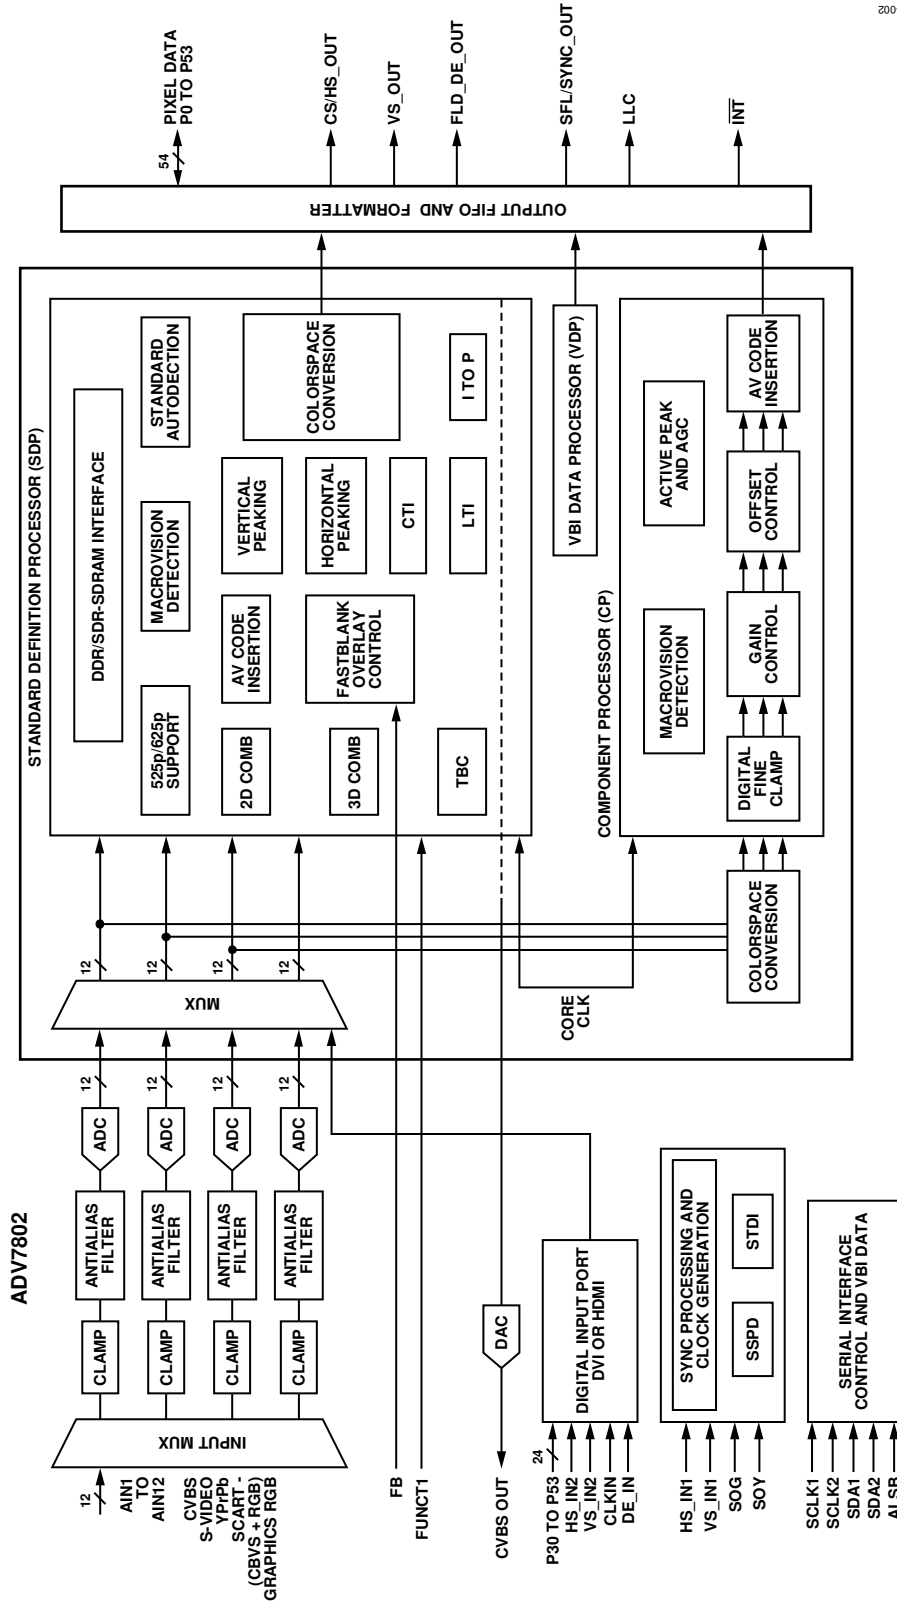 ADV7802
12
AIN1
TO
AIN12
CVBS
S-VIDEO
YPrPb
SCART -
(CBVS + RGB)
GRAPHICS RGB
INPUT MUX
CLAMP
CLAMP
CLAMP
CLAMP
ANTIALIAS
FILTER
ANTIALIAS
FILTER
ANTIALIAS
FILTER
ANTIALIAS
FILTER
ADC
ADC
ADC
ADC
12
12
12
12
MUX
12
12
12
12
FB
FUNCT1
CVBS OUT
DAC
24
P30 TO P53
HS_IN2
VS_IN2
CLKIN
DE_IN
DIGITAL INPUT PORT
DVI OR HDMI
HS_IN1
VS_IN1
SOG
SOY
SYNC PROCESSING AND
CLOCK GENERATION
SSPD
STDI
SCLK1
SCLK2
SDA1
SDA2
ALSB
SERIAL INTERFACE
CONTROL AND VBI DATA
STANDARD DEFINITION PROCESSOR (SDP)
DDR/SDR-SDRAM INTERFACE
525p/625p
SUPPORT
MACROVISION
DETECTION
STANDARD
AUTODECTION
2D COMB
AV CODE
INSERTION
VERTICAL
PEAKING
COLORSPACE
CONVERSION
3D COMB
FASTBLANK
OVERLAY
CONTROL
HORIZONTAL
PEAKING
CTI
TBC
LTI
I TO P
VBI DATA PROCESSOR (VDP)
CORE
CLK
COLORSPACE
CONVERSION
COMPONENT PROCESSOR (CP)
MACROVISION
DETECTION
ACTIVE PEAK
AND AGC
DIGITAL
FINE
CLAMP
GAIN
CONTROL
OFFSET
CONTROL
AV CODE
INSERTION
OUTPUT FIFO AND FORMATTER
54
PIXEL DATA
P0 TO P53
CS/HS_OUT
VS_OUT
FLD_DE_OUT
SFL/SYNC_OUT
LLC
INT